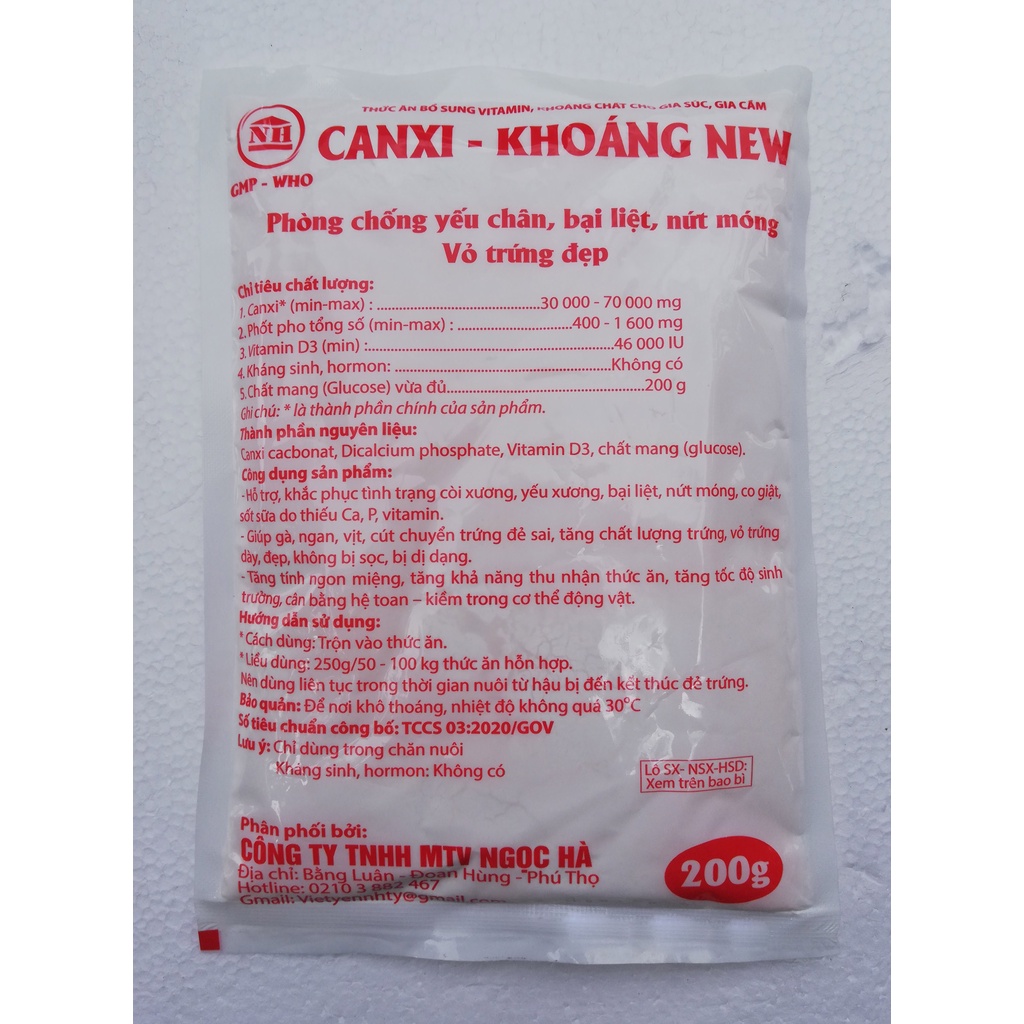 THỨC ĂN BỔ SUNG VITAMIN, KHOÁNG CHẤT CHO GIA SÚC, GIA CẦM
NH
CANXI - KHOÁNG NEW
GMP - WHO
Phòng chống yếu chân, bại liệt, nứt móng
Vỏ trứng đẹp
Chỉ tiêu chất lượng:
1. Canxi* (min-max) : ........................................30 000 - 70 000 mg
2. Phốt pho tổng số (min-max) : ............................400 - 1 600 mg
3. Vitamin D3 (min) :............................................................46 000 IU
4. Kháng sinh, hormon: .....................................................Không có
5. Chất mang (Glucose) vừa đủ................................................200 g
Ghi chú: * là thành phần chính của sản phẩm.
Thành phần nguyên liệu:
Canxi cacbonat, Dicalcium phosphate, Vitamin D3, chất mang (glucose).
Công dụng sản phẩm:
-Hỗ trợ, khắc phục tình trạng còi xương, yếu xương, bại liệt, nứt móng, co giật,
sốt sữa do thiếu Ca, P, vitamin.
- Giúp gà, ngan, vịt, cút chuyển trứng đẻ sai, tăng chất lượng trứng, vỏ trứng
dày, đẹp, không bị sọc, bị dị dạng.
- Tăng tính ngon miệng, tăng khả năng thu nhận thức ăn, tăng tốc độ sinh
trưởng, cân bằng hệ toan – kiềm trong cơ thể động vật.
Hướng dẫn sử dụng:
* Cách dùng: Trộn vào thức ăn.
* Liều dùng: 250g/50 - 100 kg thức ăn hỗn hợp.
Nên dùng liên tục trong thời gian nuôi từ hậu bị đến kết thúc đẻ trứng.
Bảo quản: Để nơi khô thoáng, nhiệt độ không quá 30°C
Số tiêu chuẩn công bố: TCCS 03:2020/GOV
Lưu ý: Chỉ dùng trong chăn nuôi
Kháng sinh, hormon: Không có
Lô SX- NSX-HSD:
Xem trên bao bì
Phân phối bởi:
CÔNG TY TNHH MTV NGỌC HÀ
Địa chỉ: Bằng Luân - Đoan Hùng - Phú Thọ
Hotline: 0210 3 882 467
Gmail: Vietyennhty@gmail.com
200g